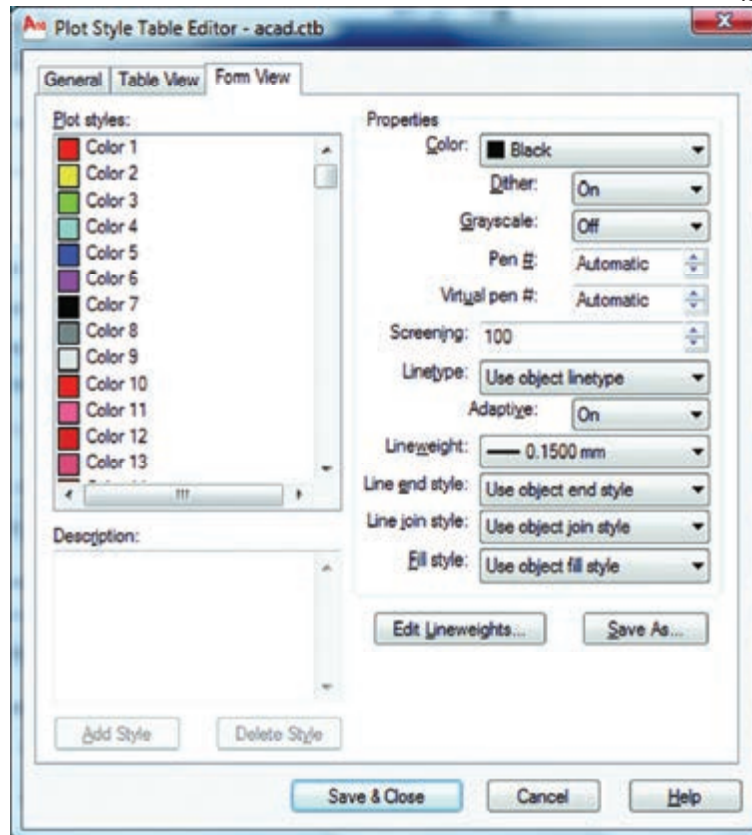 Plot Style Table Editor - acad.ctb
General Table View Form View
Plot styles:
Color 1
Color 2
Color 3
Color 4
Color 5
Color 6
Color 7
Color 8
Color 9
Color 10
Color 11
Color 12
Color 13
Description:
Add Style Delete Style
Properties
Color: Black
Dither: On
Grayscale: Off
Pen #: Automatic
Virtual pen #: Automatic
Screening: 100
Linetype: Use object linetype
Adaptive: On
Lineweight: 0.1500 mm
Line end style: Use object end style
Line join style: Use object join style
Fill style: Use object fill style
Edit Lineweights... Save As...
Save & Close Cancel Help